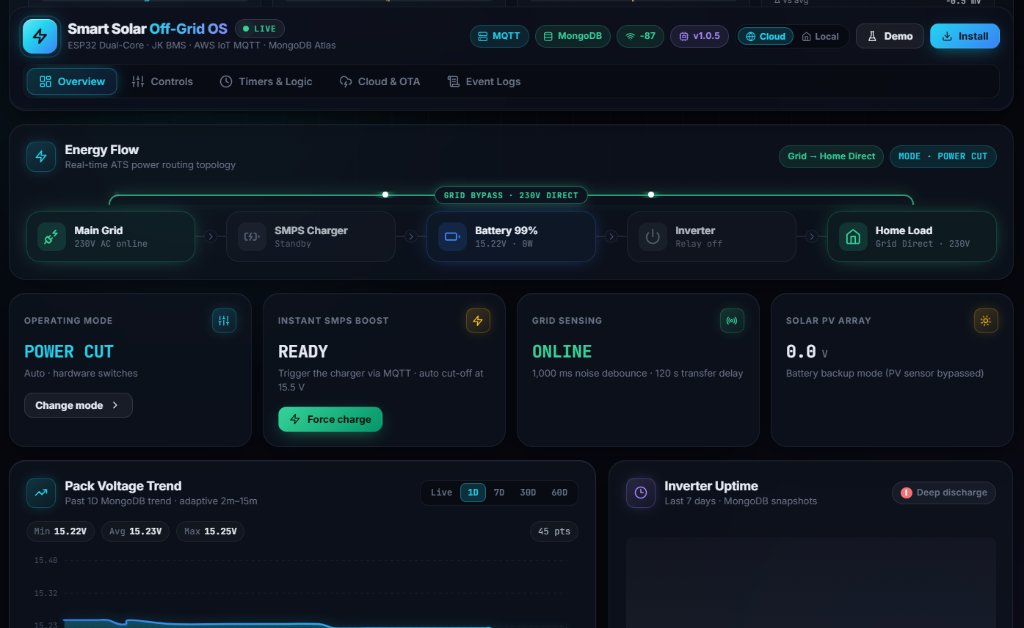 Smart Solar Off-Grid OS
LIVE
ESP32 Dual-Core · JK BMS · AWS IoT MQTT · MongoDB Atlas
MQTT
MongoDB
-87
v1.0.5
Cloud
Local
Demo
Install
Overview
Controls
Timers & Logic
Cloud & OTA
Event Logs
Energy Flow
Real-time ATS power routing topology
Grid → Home Direct
MODE · POWER CUT
GRID BYPASS · 230V DIRECT
Main Grid
230V AC online
SMPS Charger
Standby
Battery 99%
15.22V · 0W
Inverter
Relay off
Home Load
Grid Direct · 230V
OPERATING MODE
POWER CUT
Auto · hardware switches
Change mode
INSTANT SMPS BOOST
READY
Trigger the charger via MQTT · auto cut-off at
15.5 V
Force charge
GRID SENSING
ONLINE
1,000 ms noise debounce · 120 s transfer delay
SOLAR PV ARRAY
0.0 V
Battery backup mode (PV sensor bypassed)
Pack Voltage Trend
Past 1D MongoDB trend · adaptive 2m–15m
Live 1D 7D 30D 60D
Min 15.22V
Avg 15.23V
Max 15.25V
45 pts
15.48
15.32
15.23
Inverter Uptime
Last 7 days · MongoDB snapshots
Deep discharge